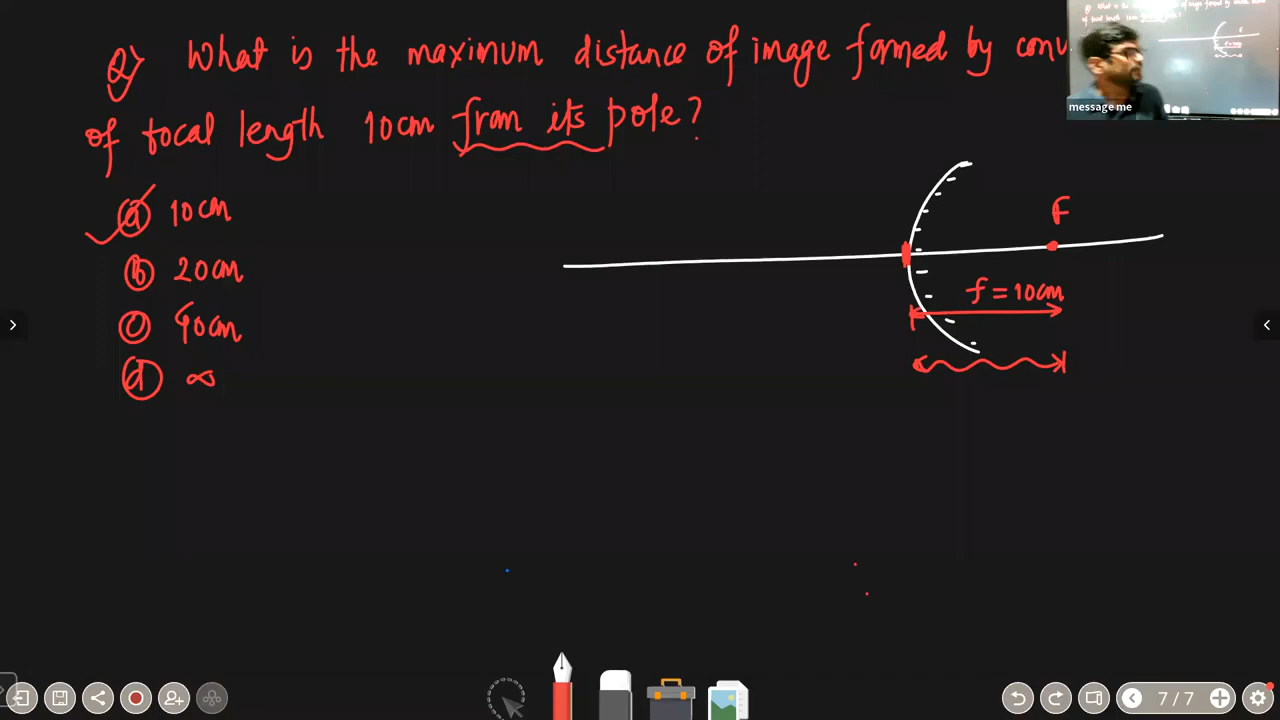 Q) What is the maximum distance of image formed by conv
of focal length 10cm from its pole?
(a) 10cm
(b) 20cm
(c) 40cm
(d) ∞
F
f = 10cm
message me
7 / 7